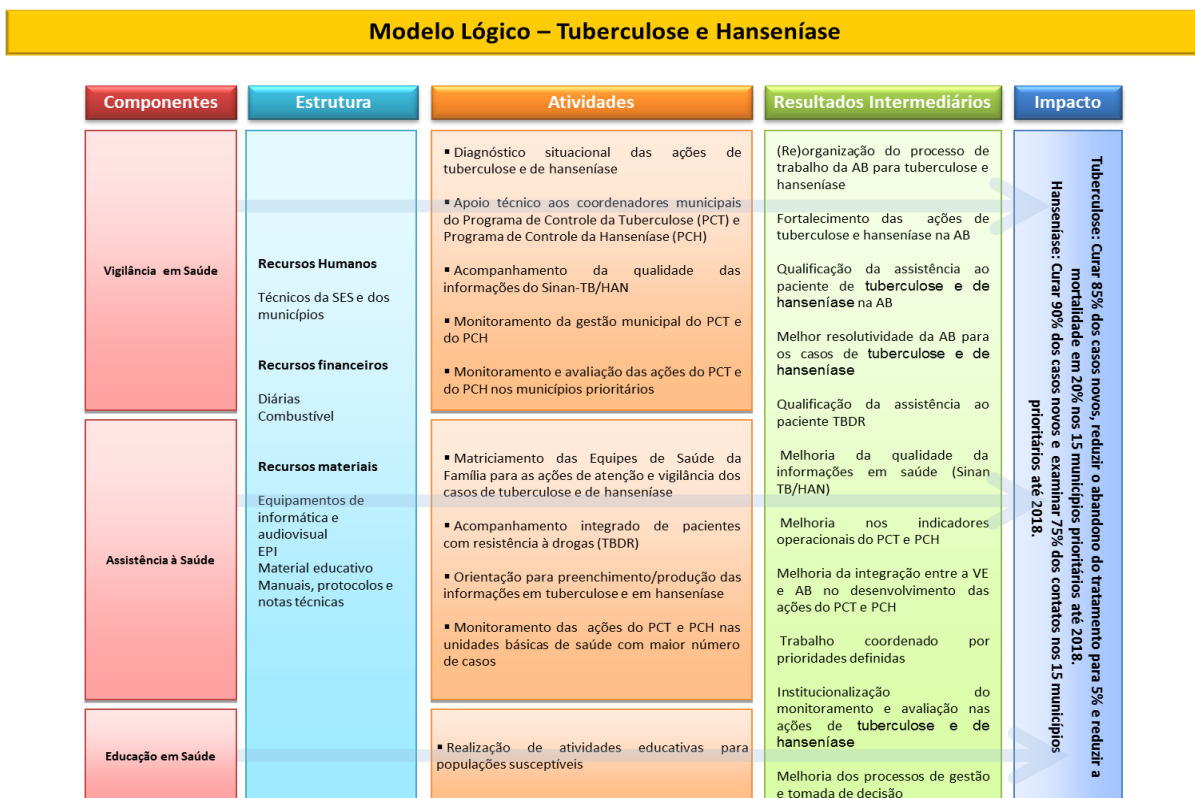 Modelo Lógico – Tuberculose e Hanseníase
Componentes
Estrutura
Atividades
Resultados Intermediários
Impacto
Vigilância em Saúde
Assistência à Saúde
Educação em Saúde
Recursos Humanos
Técnicos da SES e dos
municípios
Recursos financeiros
Diárias
Combustível
Recursos materiais
Equipamentos de
informática e
audiovisual
EPI
Material educativo
Manuais, protocolos e
notas técnicas
▪ Diagnóstico situacional das ações de
tuberculose e de hanseníase
▪ Apoio técnico aos coordenadores municipais
do Programa de Controle da Tuberculose (PCT) e
Programa de Controle da Hanseníase (PCH)
▪ Acompanhamento da qualidade das
informações do Sinan-TB/HAN
▪ Monitoramento da gestão municipal do PCT e
do PCH
▪ Monitoramento e avaliação das ações do PCT e
do PCH nos municípios prioritários
▪ Matriciamento das Equipes de Saúde da
Família para as ações de atenção e vigilância dos
casos de tuberculose e de hanseníase
▪ Acompanhamento integrado de pacientes
com resistência à drogas (TBDR)
▪ Orientação para preenchimento/produção das
informações em tuberculose e em hanseníase
▪ Monitoramento das ações do PCT e PCH nas
unidades básicas de saúde com maior número
de casos
▪ Realização de atividades educativas para
populações susceptíveis
(Re)organização do processo de
trabalho da AB para tuberculose e
hanseníase
Fortalecimento das ações de
tuberculose e hanseníase na AB
Qualificação da assistência ao
paciente de tuberculose e de
hanseníase na AB
Melhor resolutividade da AB para
os casos de tuberculose e de
hanseníase
Qualificação da assistência ao
paciente TBDR
Melhoria da qualidade da
informações em saúde (Sinan
TB/HAN)
Melhoria nos indicadores
operacionais do PCT e PCH
Melhoria da integração entre a VE
e AB no desenvolvimento das
ações do PCT e PCH
Trabalho coordenado por
prioridades definidas
Institucionalização do
monitoramento e avaliação nas
ações de tuberculose e de
hanseníase
Melhoria dos processos de gestão
e tomada de decisão
Tuberculose: Curar 85% dos casos novos, reduzir o abandono do tratamento para 5% e reduzir a
mortalidade em 20% nos 15 municípios prioritários até 2018.
Hanseníase: Curar 90% dos casos novos e examinar 75% dos contatos nos 15 municípios
prioritários até 2018.